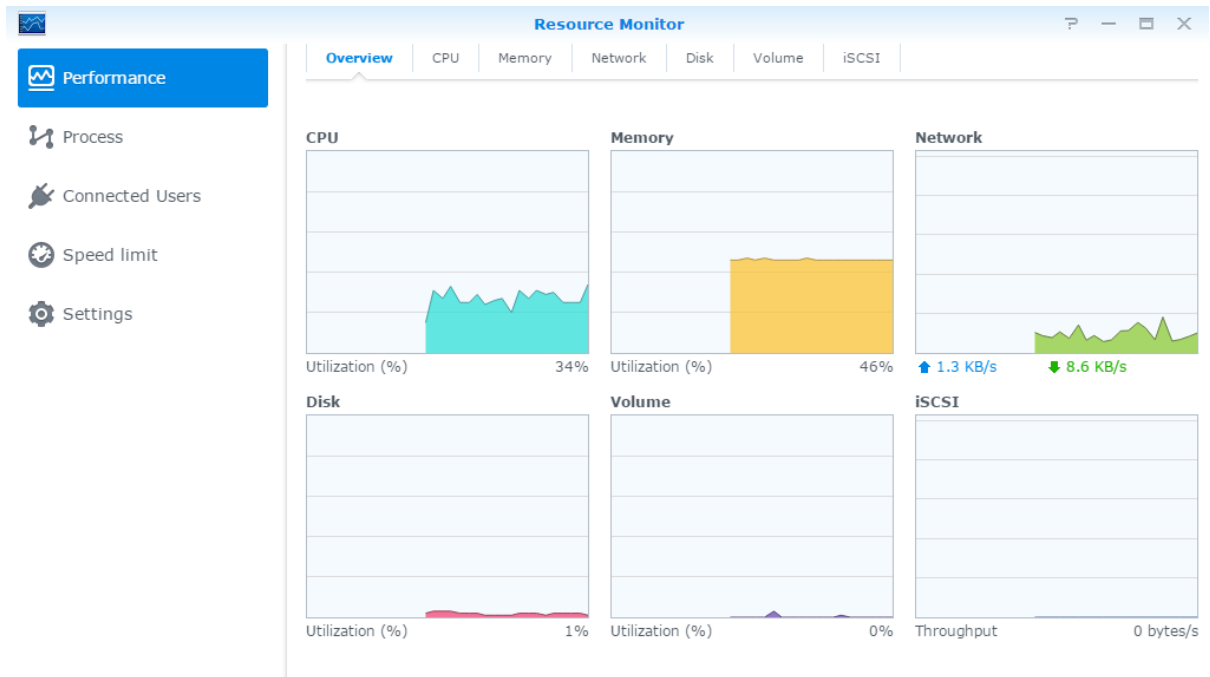 Resource Monitor
Performance
Process
Connected Users
Speed limit
Settings
Overview CPU Memory Network Disk Volume iSCSI
CPU
Utilization (%) 34%
Memory
Utilization (%) 46%
Network
1.3 KB/s 8.6 KB/s
Disk
Utilization (%) 1%
Volume
Utilization (%) 0%
iSCSI
Throughput 0 bytes/s